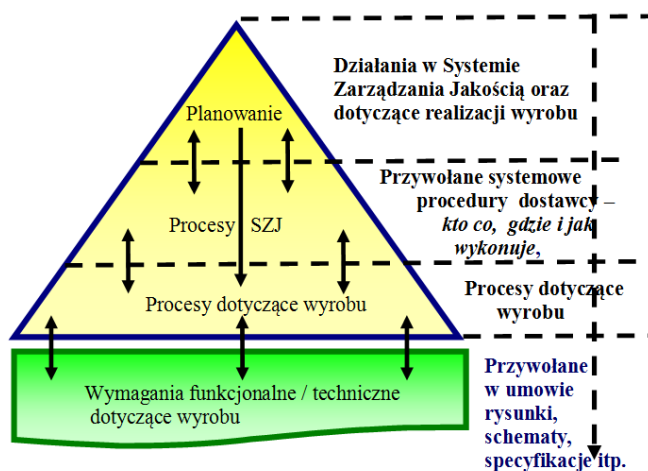 Działania w Systemie
Zarządzania Jakością oraz
dotyczące realizacji wyrobu
Planowanie
Przywołane systemowe
procedury dostawcy –
kto co, gdzie i jak
wykonuje,
Procesy SZJ
Procesy dotyczące
wyrobu
Procesy dotyczące wyrobu
Przywołane
w umowie
rysunki,
schematy,
specyfikacje itp.
Wymagania funkcjonalne / techniczne
dotyczące wyrobu